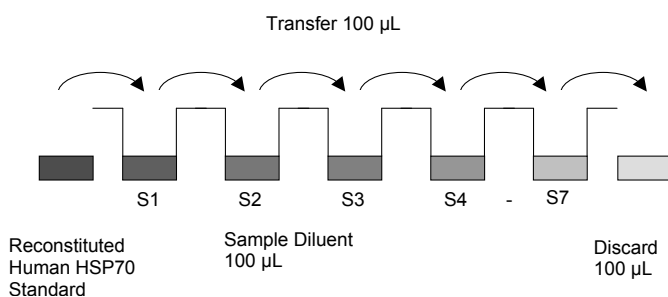 Transfer 100 µL
S1 S2 S3 S4 - S7
Reconstituted
Human HSP70
Standard
Sample Diluent
100 µL
Discard
100 µL